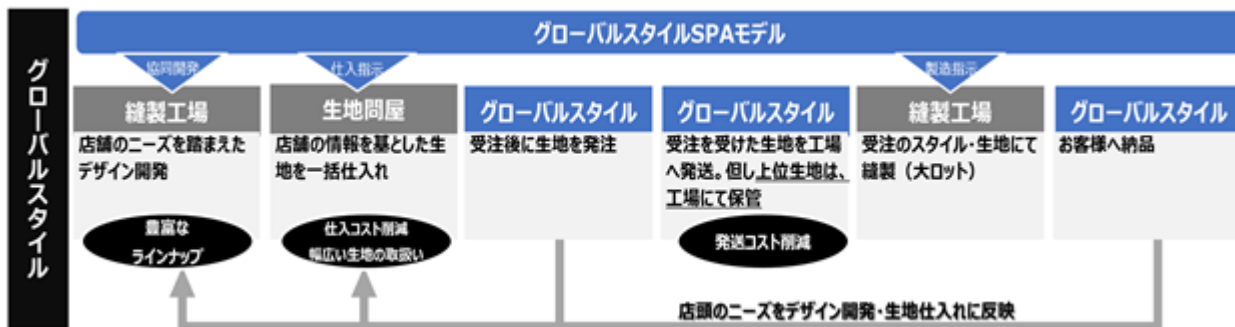 グローバルスタイル
グローバルスタイルSPAモデル
協同開発
仕入指示
製造指示
縫製工場
店舗のニーズを踏まえた
デザイン開発
豊富な
ラインナップ
生地問屋
店舗の情報を基とした生
地を一括仕入れ
仕入コスト削減
幅広い生地の取扱い
グローバルスタイル
受注後に生地を発注
グローバルスタイル
受注を受けた生地を工場
へ発送。但し上位生地は、
工場にて保管
発送コスト削減
縫製工場
受注のスタイル・生地にて
縫製（大ロット）
グローバルスタイル
お客様へ納品
店頭のニーズをデザイン開発・生地仕入れに反映